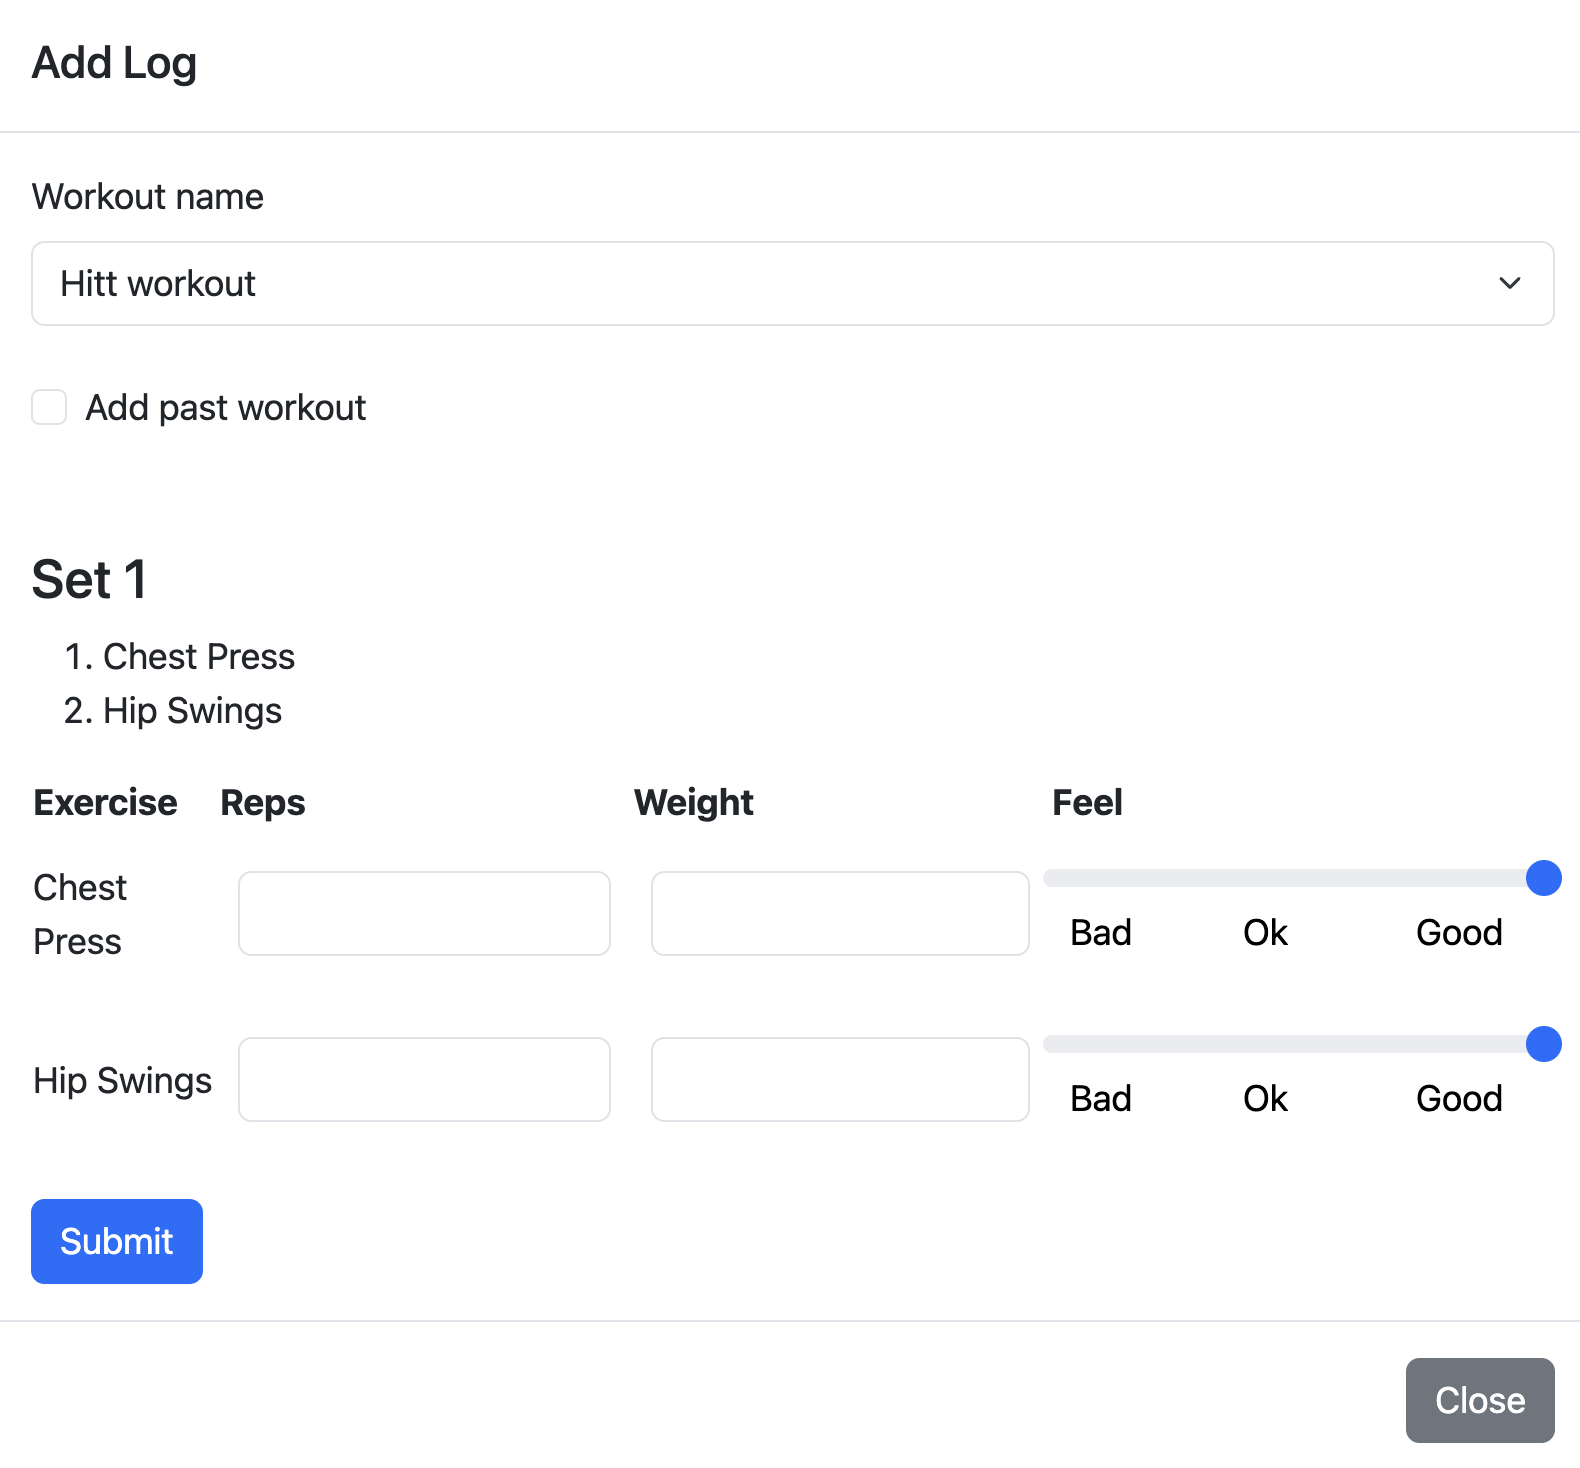 Add Log
Workout name
Hitt workout
Add past workout
Set 1
1. Chest Press
2. Hip Swings
Exercise Reps Weight Feel
Chest
Press
Bad Ok Good
Hip Swings
Bad Ok Good
Submit
Close